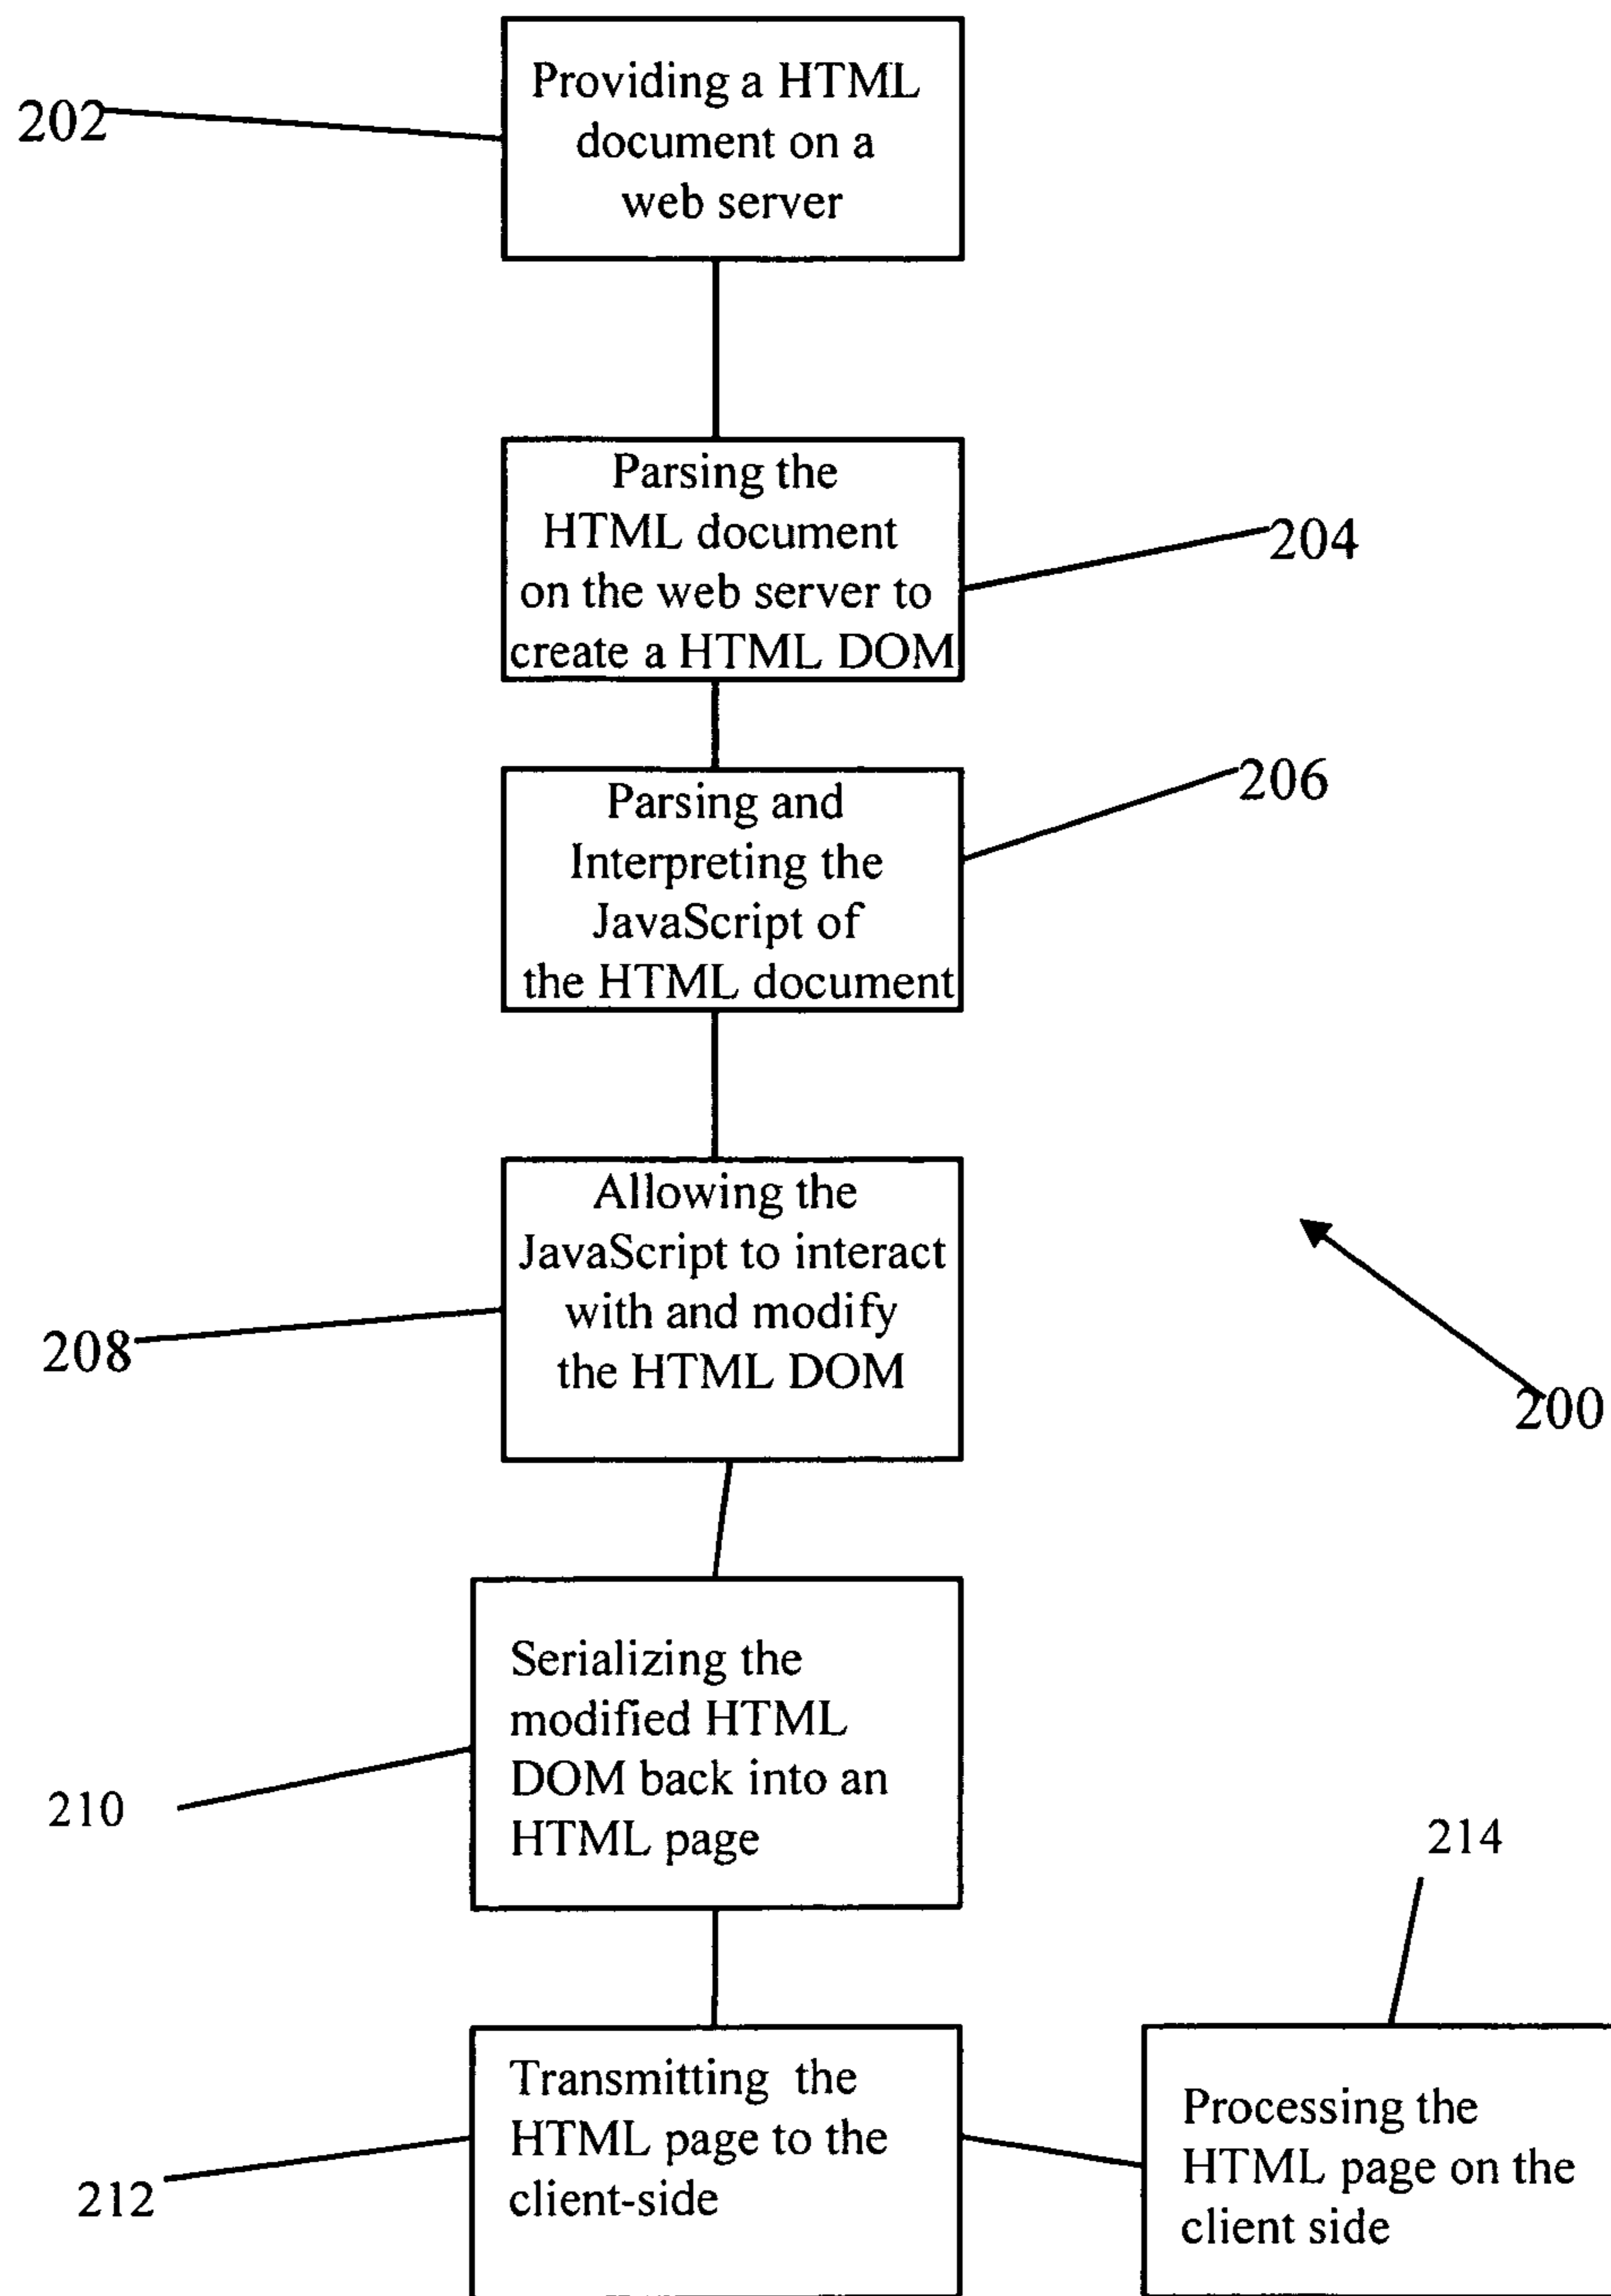 Providing a HTML
document on a
web server
202
Parsing the
HTML document
on the web server to
create a HTML DOM
204
Parsing and
Interpreting the
JavaScript of
the HTML document
206
Allowing the
JavaScript to interact
with and modify
the HTML DOM
208
200
Serializing the
modified HTML
DOM back into an
HTML page
210
214
Transmitting the
HTML page to the
client-side
212
Processing the
HTML page on the
client side